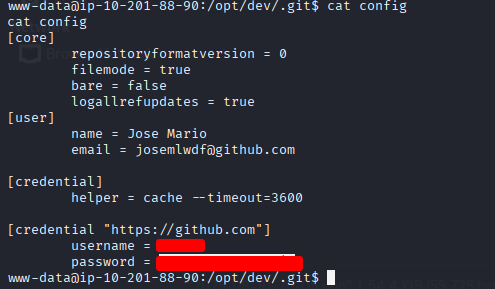 www-data@ip-10-201-88-90:/opt/dev/.git$ cat config
cat config
[core]
        repositoryformatversion = 0
        filemode = true
        bare = false
        logallrefupdates = true
[user]
        name = Jose Mario
        email = josemlwdf@github.com

[credential]
        helper = cache --timeout=3600

[credential "https://github.com"]
        username =
        password =
www-data@ip-10-201-88-90:/opt/dev/.git$